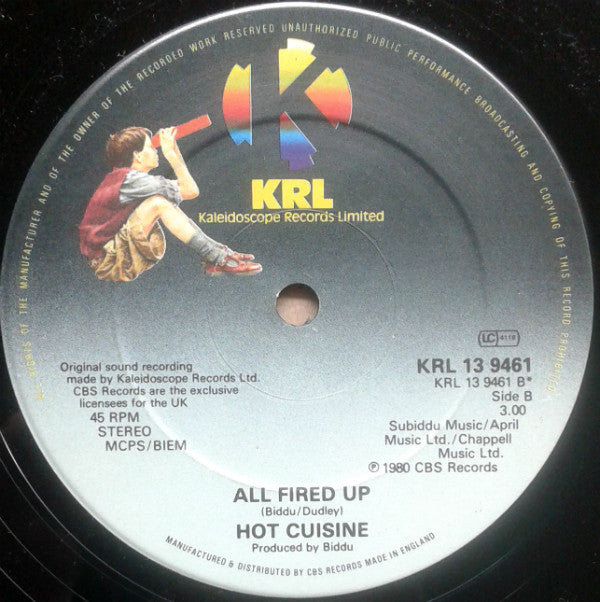 ALL RIGHTS OF THE MANUFACTURER AND OF THE OWNER OF THE RECORDED WORK RESERVED UNAUTHORIZED PUBLIC PERFORMANCE BROADCASTING AND COPYING OF THIS RECORD PROHIBITED
K
KRL
Kaleidoscope Records Limited
Original sound recording
made by Kaleidoscope Records Ltd.
CBS Records are the exclusive
licensees for the UK
45 RPM
STEREO
MCPS/BIEM
LC 4118
KRL 13 9461
KRL 13 9461 B*
Side B
3.00
Subiddu Music/April
Music Ltd./Chappell
Music Ltd.
℗ 1980 CBS Records
ALL FIRED UP
(Biddu/Dudley)
HOT CUISINE
Produced by Biddu
MANUFACTURED & DISTRIBUTED BY CBS RECORDS MADE IN ENGLAND